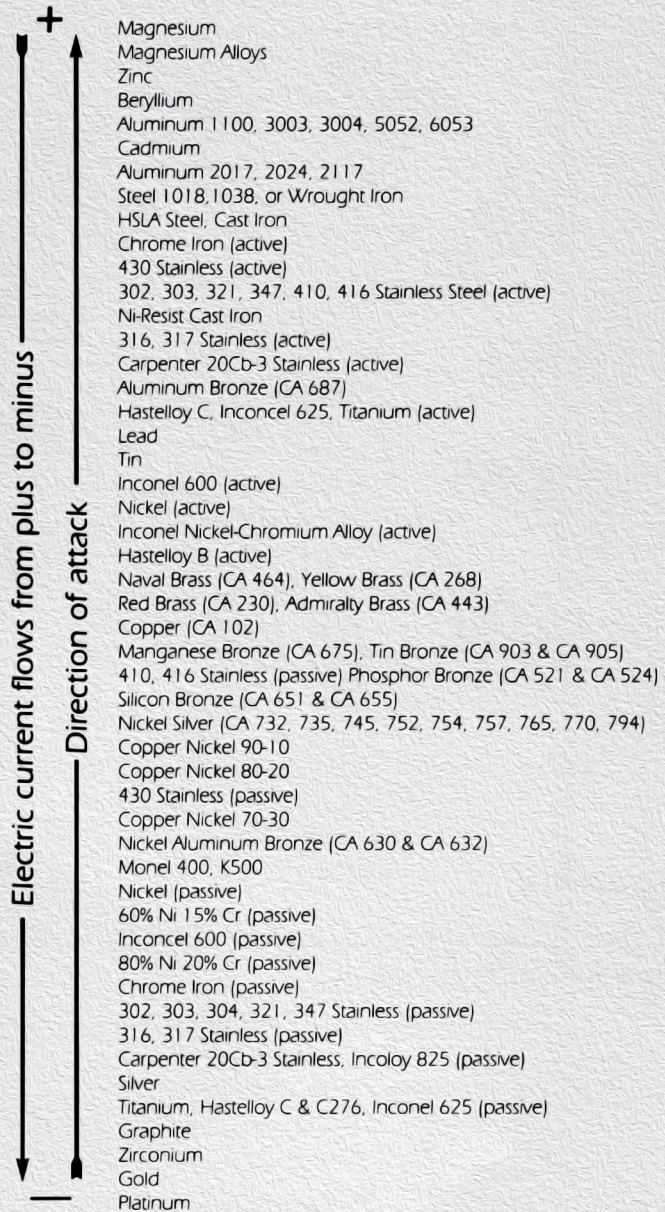 +
Magnesium
Magnesium Alloys
Zinc
Beryllium
Aluminum 1100, 3003, 3004, 5052, 6053
Cadmium
Aluminum 2017, 2024, 2117
Steel 1018,1038, or Wrought Iron
HSLA Steel, Cast Iron
Chrome Iron (active)
430 Stainless (active)
302, 303, 321, 347, 410, 416 Stainless Steel (active)
Ni-Resist Cast Iron
316, 317 Stainless (active)
Carpenter 20Cb-3 Stainless (active)
Aluminum Bronze (CA 687)
Hastelloy C, Inconcel 625, Titanium (active)
Lead
Tin
Inconel 600 (active)
Nickel (active)
Inconel Nickel-Chromium Alloy (active)
Hastelloy B (active)
Naval Brass (CA 464), Yellow Brass (CA 268)
Red Brass (CA 230), Admiralty Brass (CA 443)
Copper (CA 102)
Manganese Bronze (CA 675), Tin Bronze (CA 903 & CA 905)
410, 416 Stainless (passive) Phosphor Bronze (CA 521 & CA 524)
Silicon Bronze (CA 651 & CA 655)
Nickel Silver (CA 732, 735, 745, 752, 754, 757, 765, 770, 794)
Copper Nickel 90-10
Copper Nickel 80-20
430 Stainless (passive)
Copper Nickel 70-30
Nickel Aluminum Bronze (CA 630 & CA 632)
Monel 400, K500
Nickel (passive)
60% Ni 15% Cr (passive)
Inconcel 600 (passive)
80% Ni 20% Cr (passive)
Chrome Iron (passive)
302, 303, 304, 321, 347 Stainless (passive)
316, 317 Stainless (passive)
Carpenter 20Cb-3 Stainless, Incoloy 825 (passive)
Silver
Titanium, Hastelloy C & C276, Inconel 625 (passive)
Graphite
Zirconium
Gold
Platinum
—
Electric current flows from plus to minus
Direction of attack